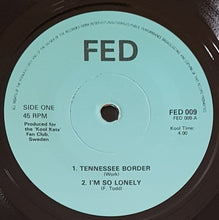 FED
SIDE ONE
45 RPM
Produced for
the 'Kool Kats'
Fan Club,
Sweden
FED 009
FED 009 A
Kool Time:
4.00
1. TENNESSEE BORDER
(Work)
2. I'M SO LONELY
(F. Todd)